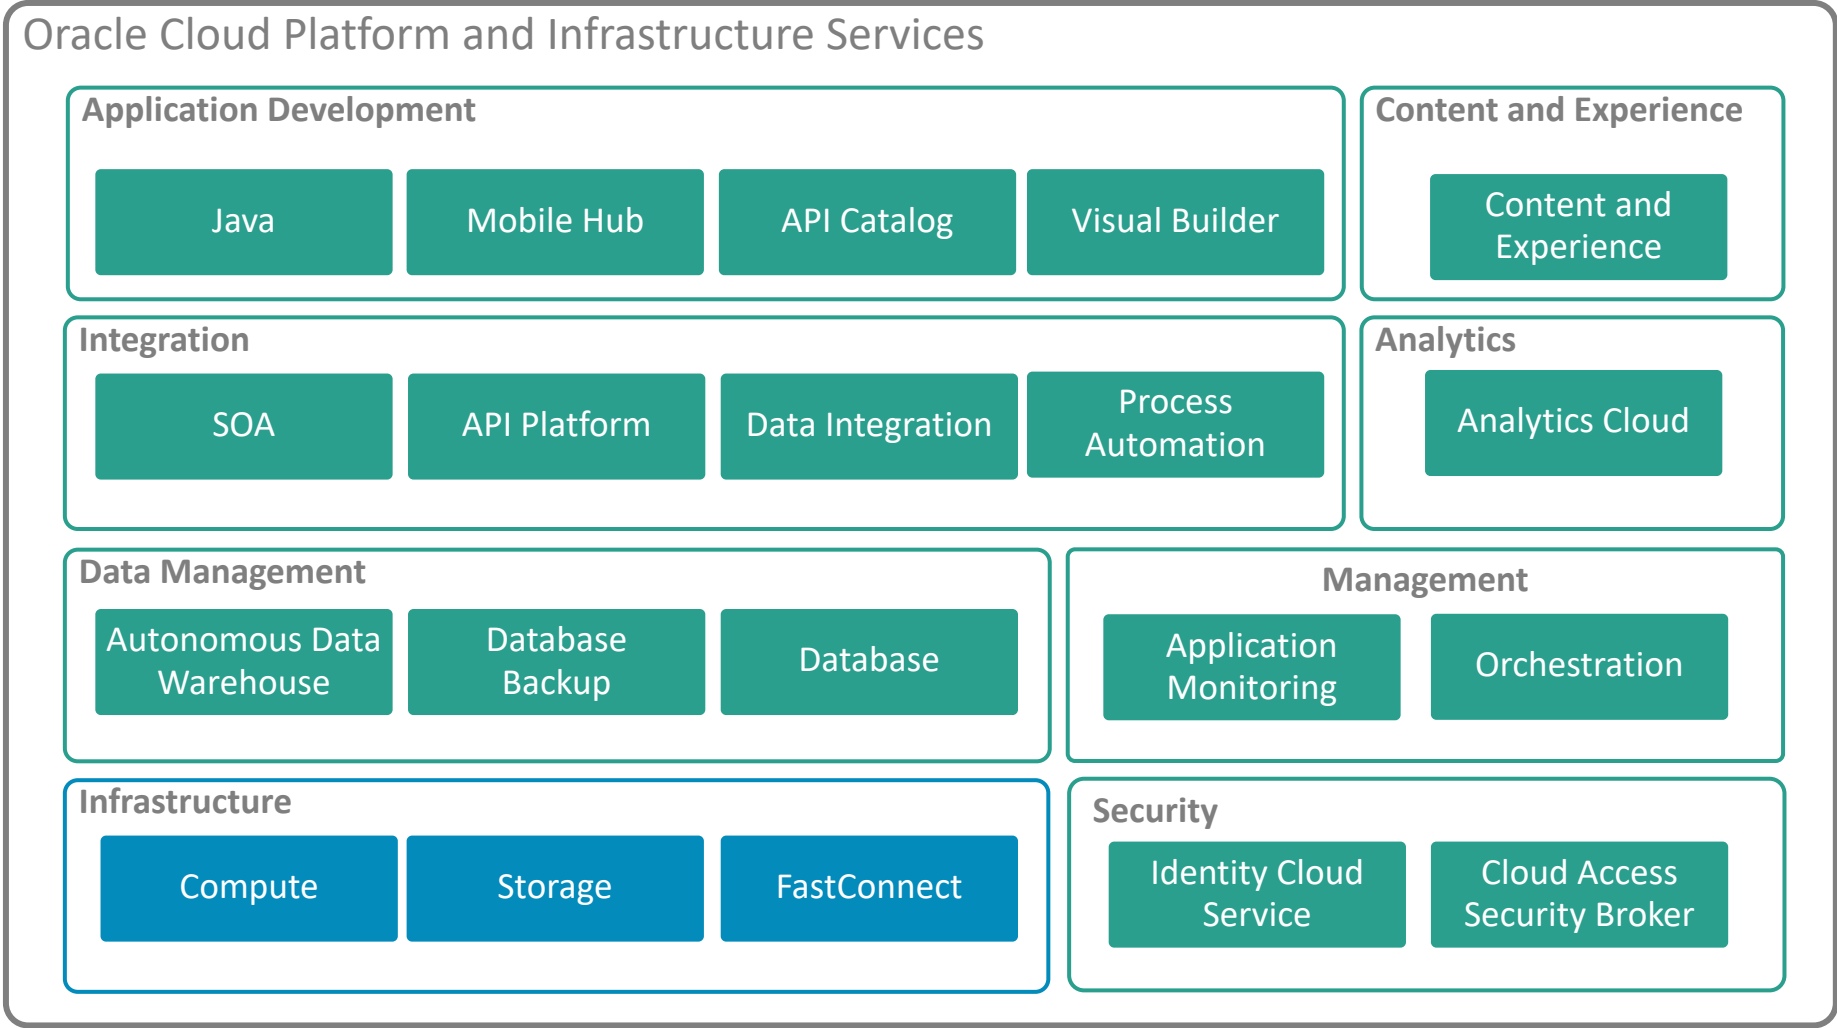 Oracle Cloud Platform and Infrastructure Services
Application Development
Java
Mobile Hub
API Catalog
Visual Builder
Content and Experience
Content and
Experience
Integration
SOA
API Platform
Data Integration
Process
Automation
Analytics
Analytics Cloud
Data Management
Autonomous Data
Warehouse
Database
Backup
Database
Management
Application
Monitoring
Orchestration
Infrastructure
Compute
Storage
FastConnect
Security
Identity Cloud
Service
Cloud Access
Security Broker